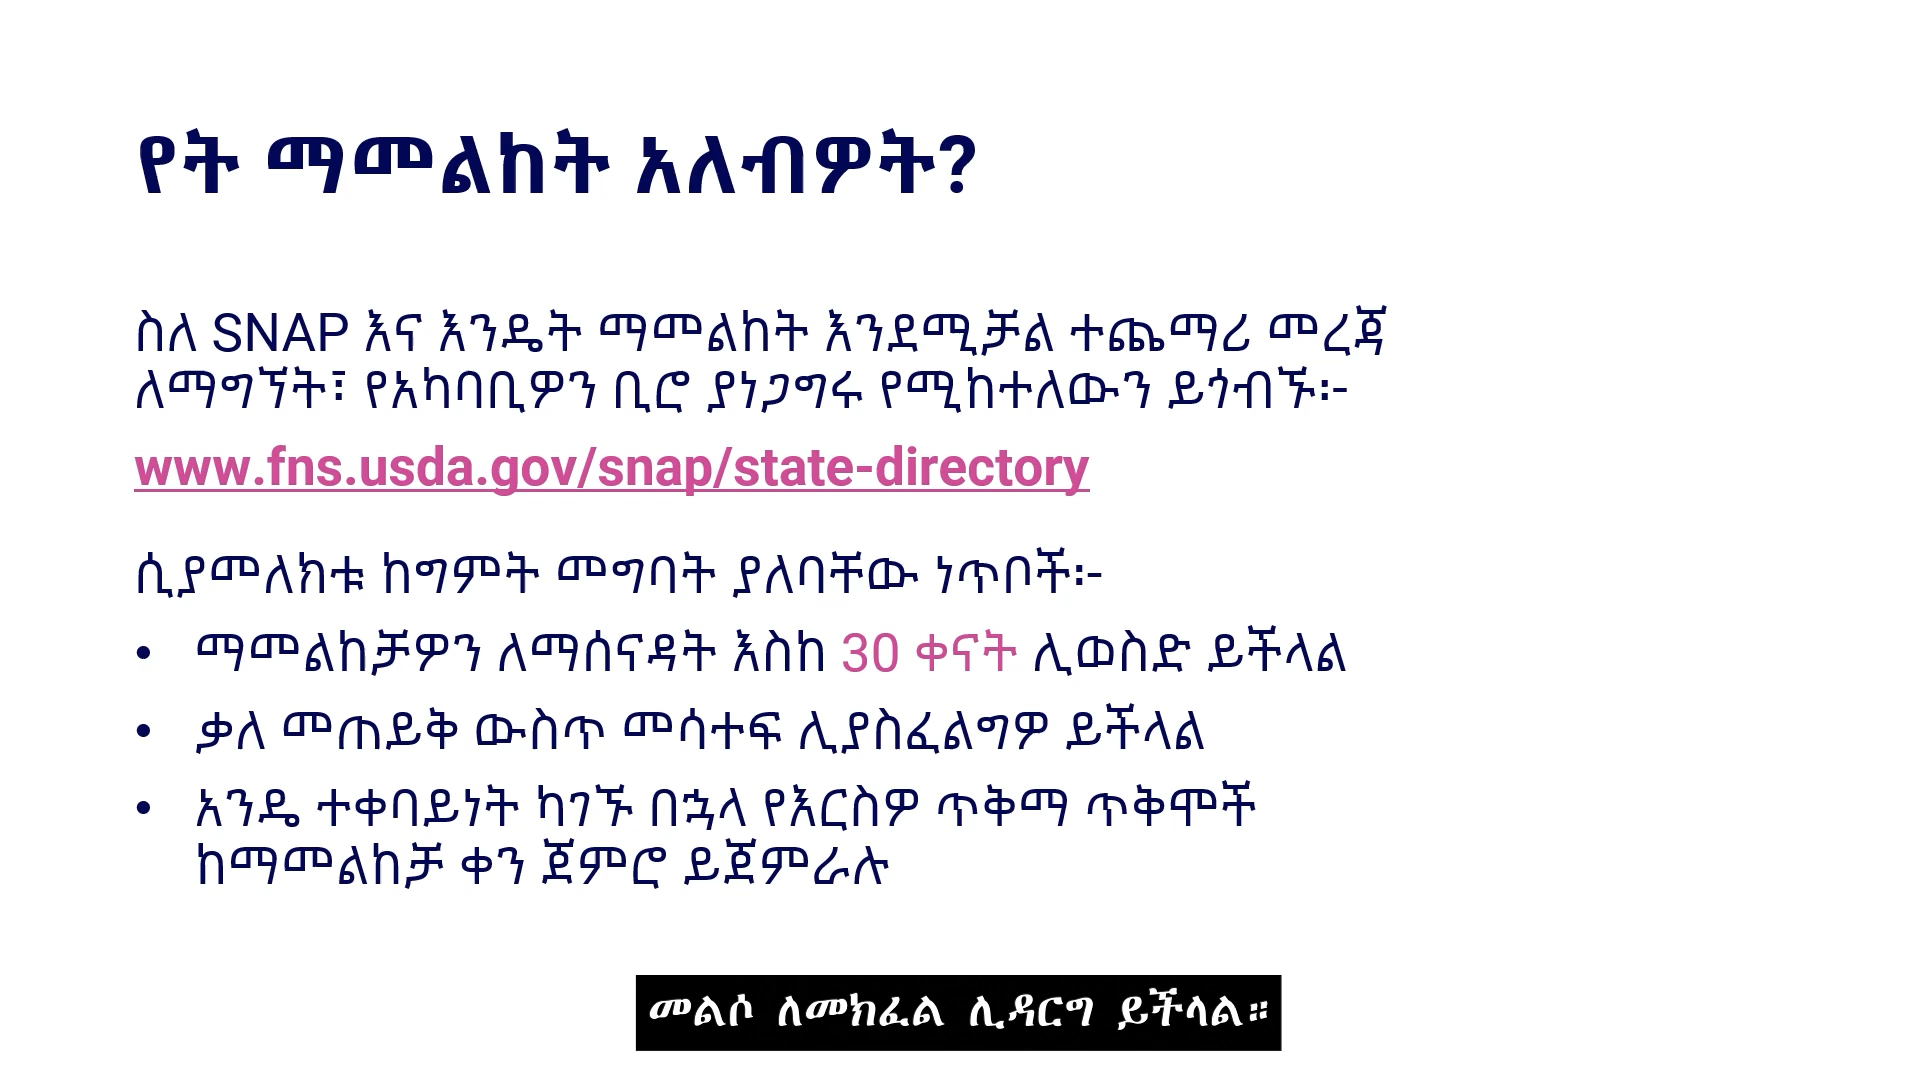 የት ማመልከት አለብዎት?
ስለ SNAP እና እንዴት ማመልከት እንደሚቻል ተጨማሪ መረጃ
ለማግኘት፣ የአካባቢዎን ቢሮ ያነጋግሩ የሚከተለውን ይጎብኙ፡-
www.fns.usda.gov/snap/state-directory
ሲያመለክቱ ከግምት መግባት ያለባቸው ነጥቦች፡-
• ማመልከቻዎን ለማሰናዳት እስከ 30 ቀናት ሊወስድ ይችላል
• ቃለ መጠይቅ ውስጥ መሳተፍ ሊያስፈልግዎ ይችላል
• አንዴ ተቀባይነት ካገኙ በኋላ የእርስዎ ጥቅማ ጥቅሞች
ከማመልከቻ ቀን ጀምሮ ይጀምራሉ
መልሶ ለመክፈል ሊዳርግ ይችላል።